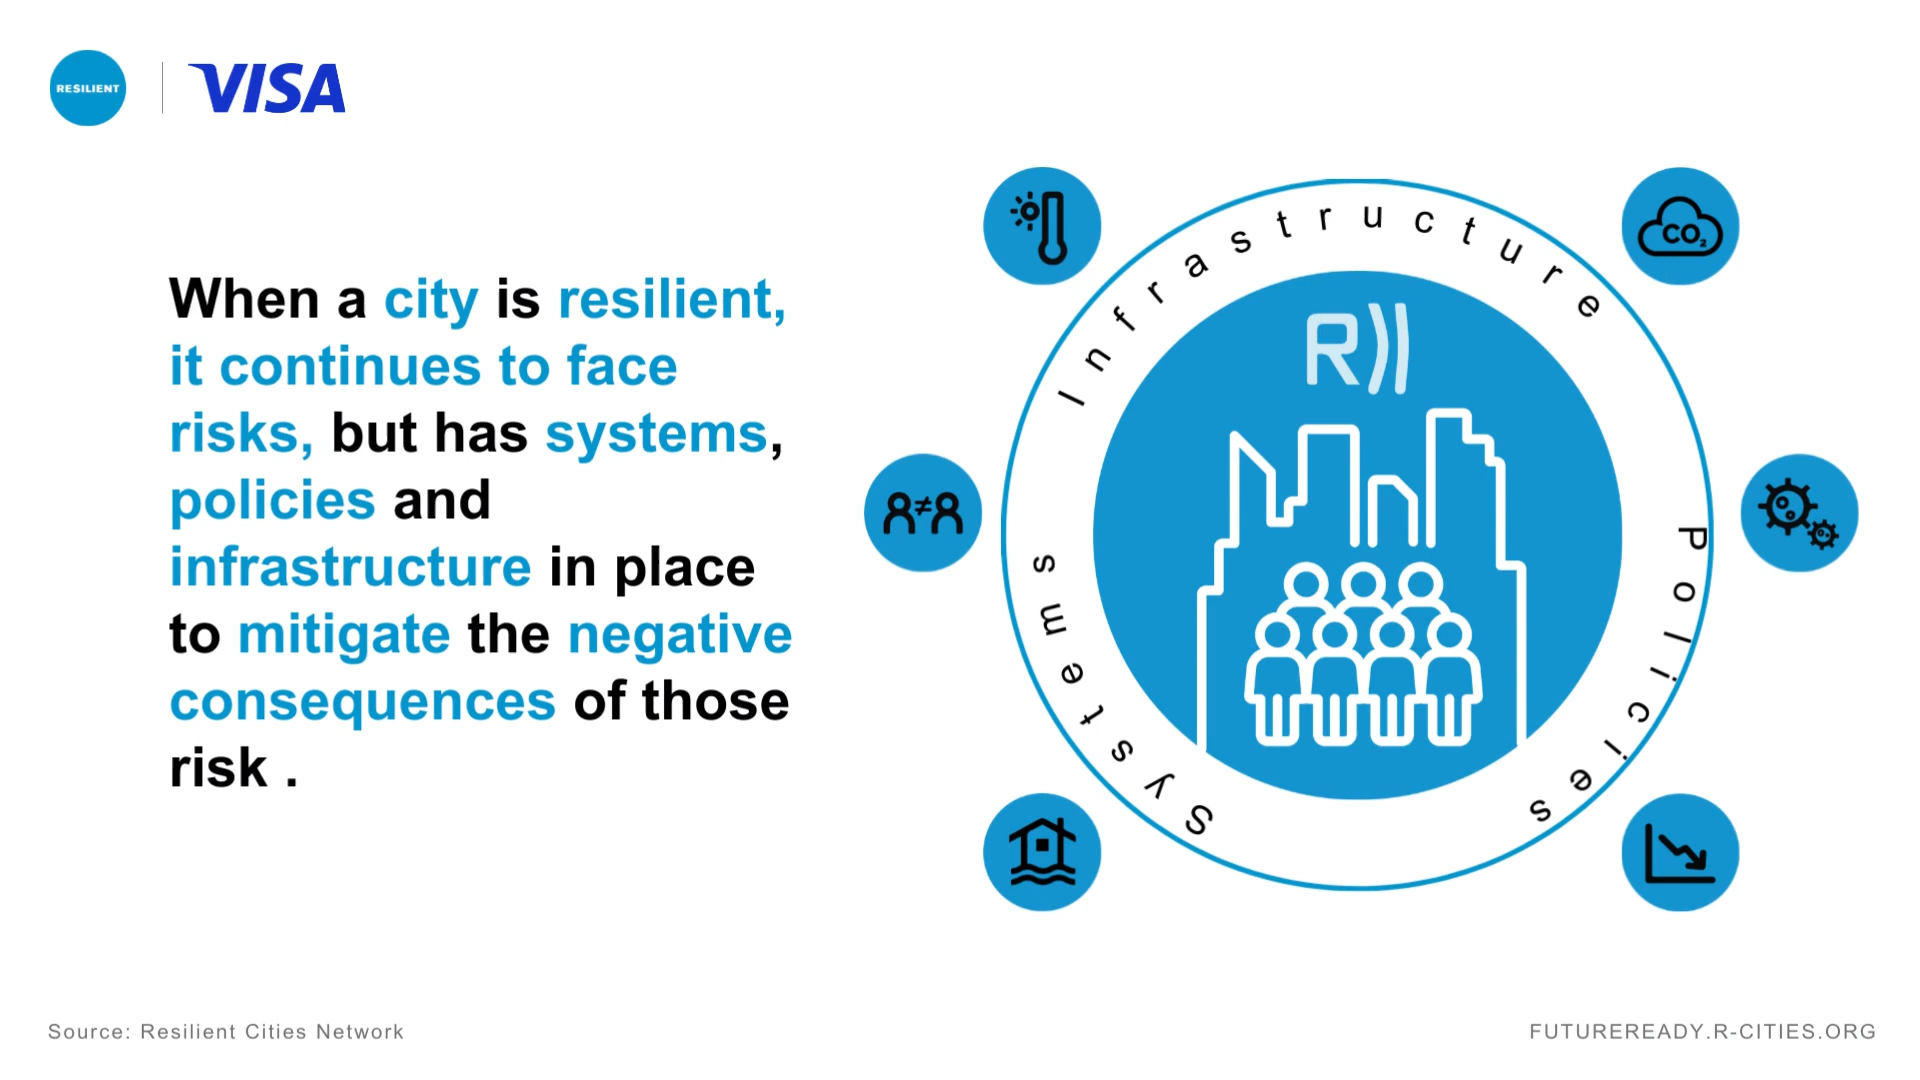 RESILIENT
VISA
When a city is resilient,
it continues to face
risks, but has systems,
policies and
infrastructure in place
to mitigate the negative
consequences of those
risk .
Infrastructure
Policies
Systems
R
CO₂
≠
Source: Resilient Cities Network
FUTUREREADY.R-CITIES.ORG